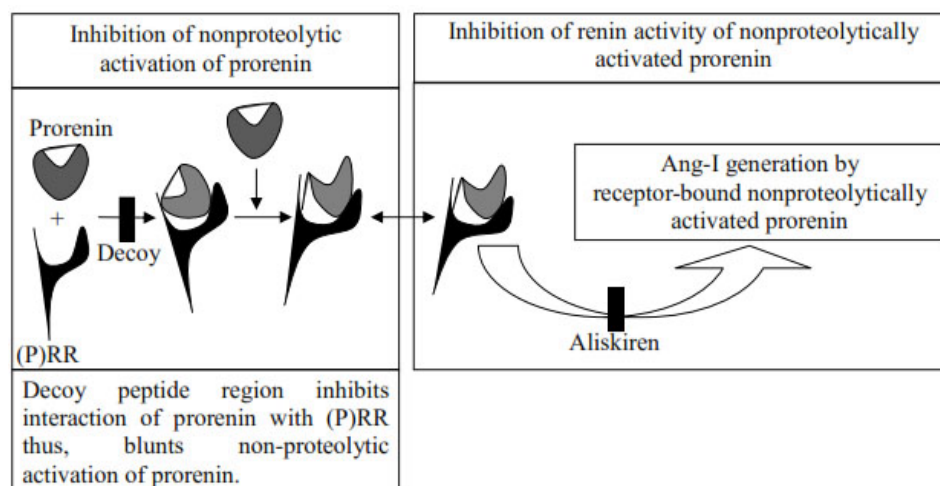 Inhibition of nonproteolytic
activation of prorenin
Prorenin
+
Decoy
(P)RR
Decoy peptide region inhibits
interaction of prorenin with (P)RR
thus, blunts non-proteolytic
activation of prorenin.
Inhibition of renin activity of nonproteolytically
activated prorenin
Ang-I generation by
receptor-bound nonproteolytically
activated prorenin
Aliskiren